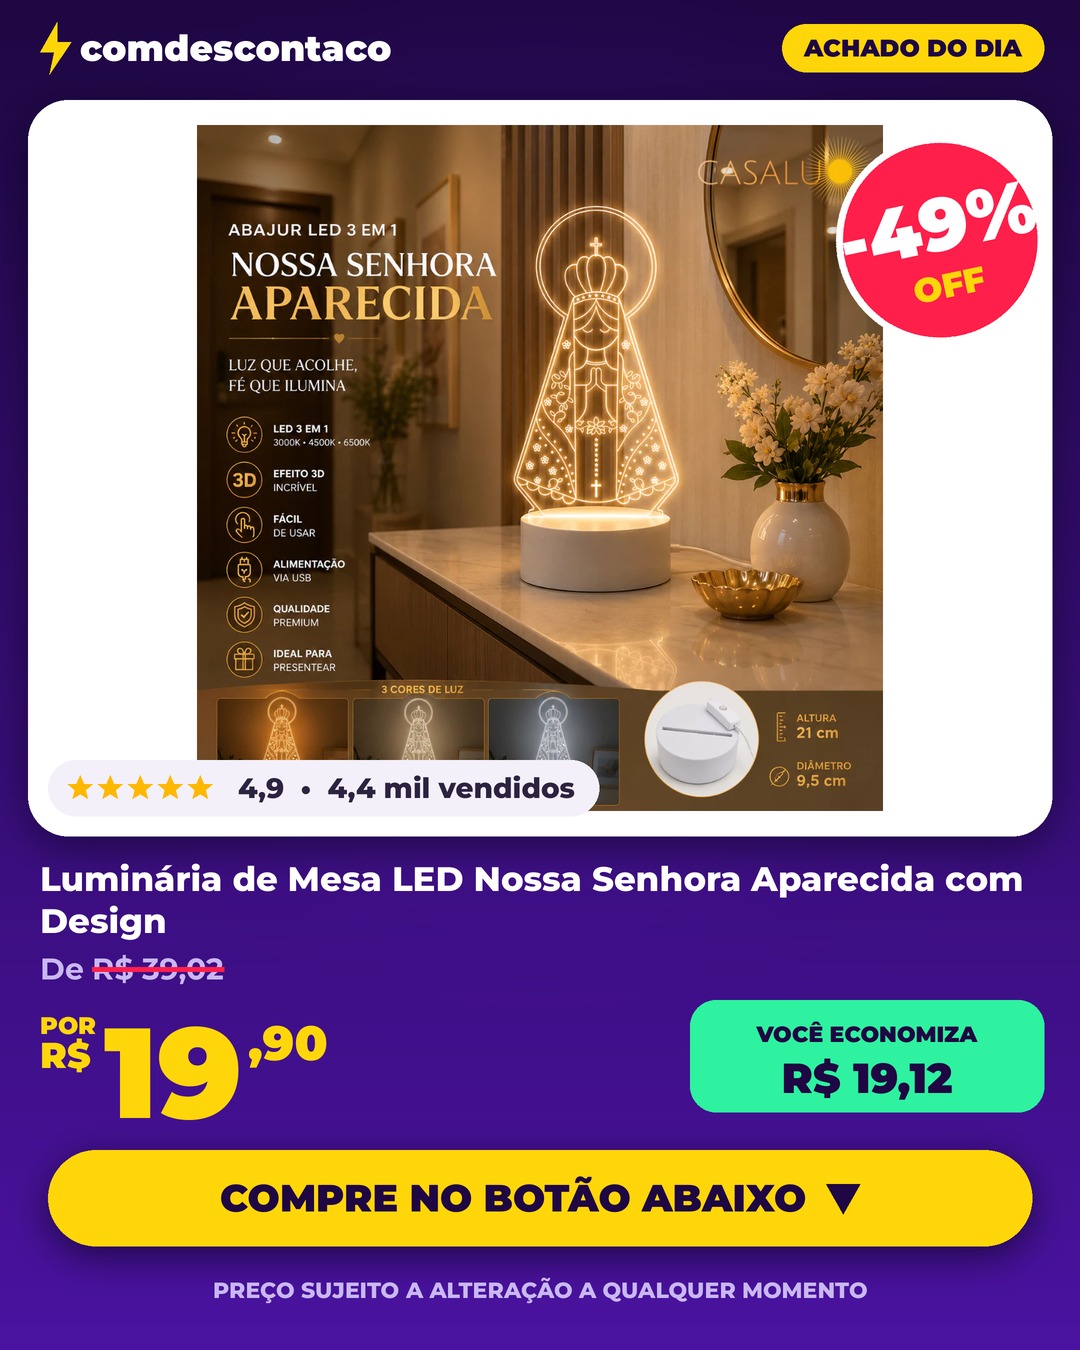 comdescontaco
ACHADO DO DIA
CASALUO
-49%
OFF
ABAJUR LED 3 EM 1
NOSSA SENHORA
APARECIDA
LUZ QUE ACOLHE,
FÉ QUE ILUMINA
LED 3 EM 1
3000K • 4500K • 6500K
3D
EFEITO 3D
INCRÍVEL
FÁCIL
DE USAR
ALIMENTAÇÃO
VIA USB
QUALIDADE
PREMIUM
IDEAL PARA
PRESENTEAR
3 CORES DE LUZ
ALTURA
21 cm
DIÂMETRO
9,5 cm
4,9 • 4,4 mil vendidos
Luminária de Mesa LED Nossa Senhora Aparecida com
Design
De R$ 39,02
POR
R$ 19,90
VOCÊ ECONOMIZA
R$ 19,12
COMPRE NO BOTÃO ABAIXO ▼
PREÇO SUJEITO A ALTERAÇÃO A QUALQUER MOMENTO